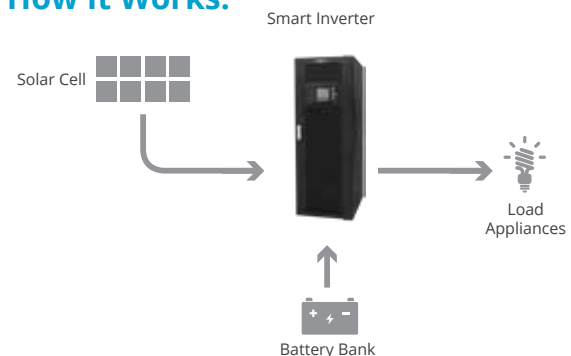 How it Works:
Smart Inverter
Solar Cell
Load
Appliances
Battery Bank